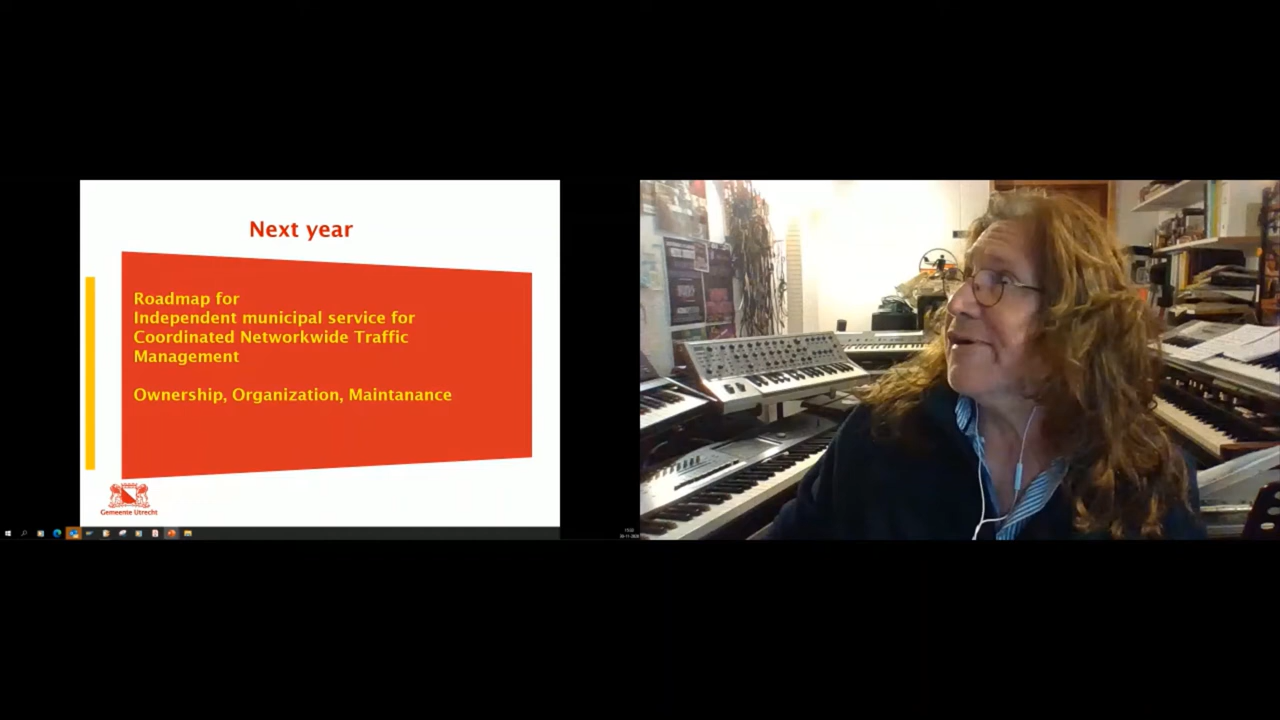 Next year
Roadmap for
Independent municipal service for
Coordinated Networkwide Traffic
Management
Ownership, Organization, Maintanance
Gemeente Utrecht